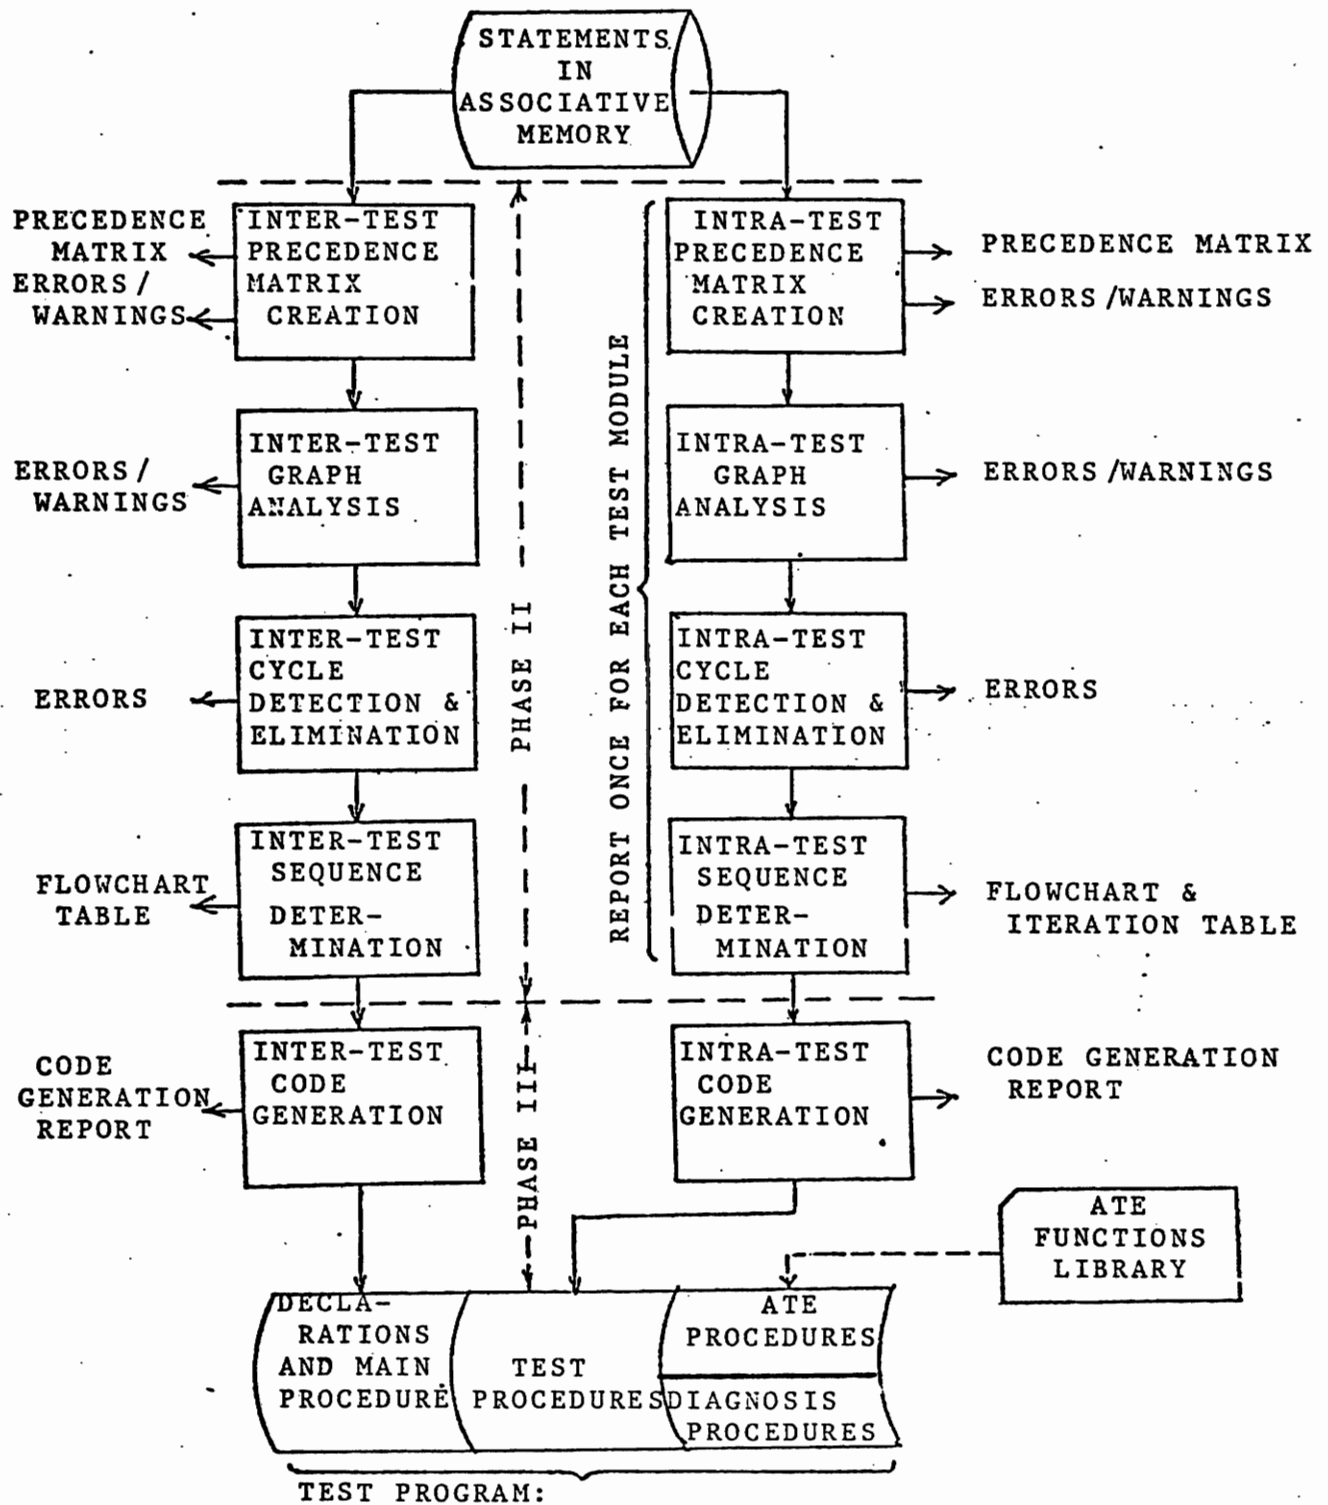 STATEMENTS
IN
ASSOCIATIVE
MEMORY
PRECEDENCE
MATRIX
ERRORS/
WARNINGS
INTER-TEST
PRECEDENCE
MATRIX
CREATION
INTRA-TEST
PRECEDENCE
MATRIX
CREATION
PRECEDENCE MATRIX
ERRORS/WARNINGS
ERRORS/
WARNINGS
INTER-TEST
GRAPH
ANALYSIS
INTRA-TEST
GRAPH
ANALYSIS
ERRORS/WARNINGS
PHASE II
REPORT ONCE FOR EACH TEST MODULE
ERRORS
INTER-TEST
CYCLE
DETECTION &
ELIMINATION
INTRA-TEST
CYCLE
DETECTION &
ELIMINATION
ERRORS
FLOWCHART
TABLE
INTER-TEST
SEQUENCE
DETER-
MINATION
INTRA-TEST
SEQUENCE
DETER-
MINATION
FLOWCHART &
ITERATION TABLE
CODE
GENERATION
REPORT
INTER-TEST
CODE
GENERATION
PHASE III
INTRA-TEST
CODE
GENERATION
CODE GENERATION
REPORT
ATE
FUNCTIONS
LIBRARY
DECLA-
RATIONS
AND MAIN
PROCEDURE
TEST
PROCEDURES
ATE
PROCEDURES
DIAGNOSIS
PROCEDURES
TEST PROGRAM: